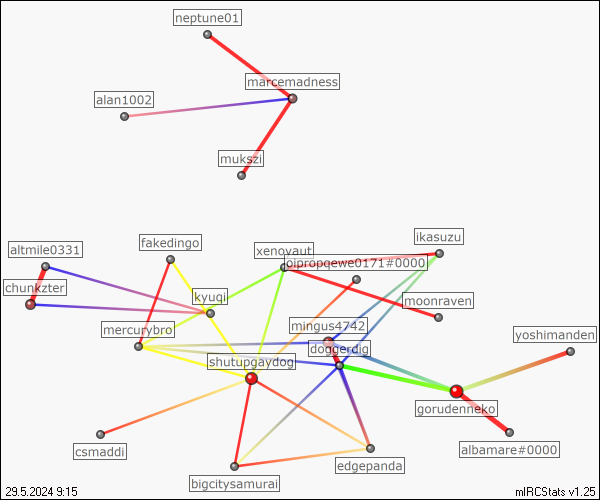 neptune01
marcemadness
alan1002
mukszi
ikasuzu
fakedingo
xenovaut
altmile0331
oipropqewe0171#0000
chunkzter
kyuqi
moonraven
mercurybro
mingus4742
yoshimanden
doggerdig
shutupgaydog
gorudenneko
csmaddi
albamare#0000
edgepanda
bigcitysamurai
29.5.2024 9:15
mIRCStats v1.25